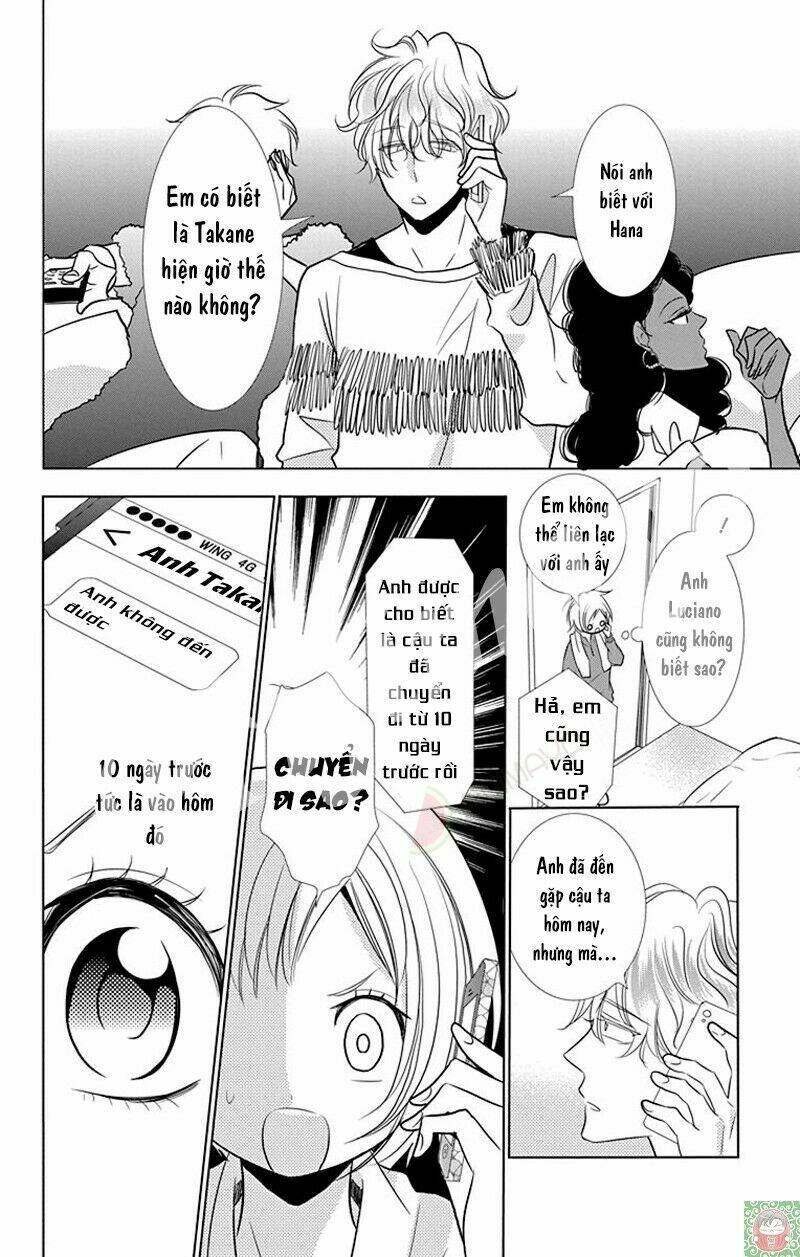 Nói anh
biết với
Hana
Em có biết
là Takane
hiện giờ thế
nào không?
!
Em không
thể liên lạc
với anh ấy
Anh
Luciano
cũng không
biết sao?
Hả, em
cũng
vậy
sao?
Anh đã đến
gặp cậu ta
hôm nay,
nhưng mà...
Anh được
cho biết
là cậu ta
đã
chuyển
đi từ 10
ngày
trước rồi
CHUYỂN
ĐI SAO?
WING 4G
< Anh Takan
Anh không đến
được
10 ngày trước
tức là vào hôm
đó